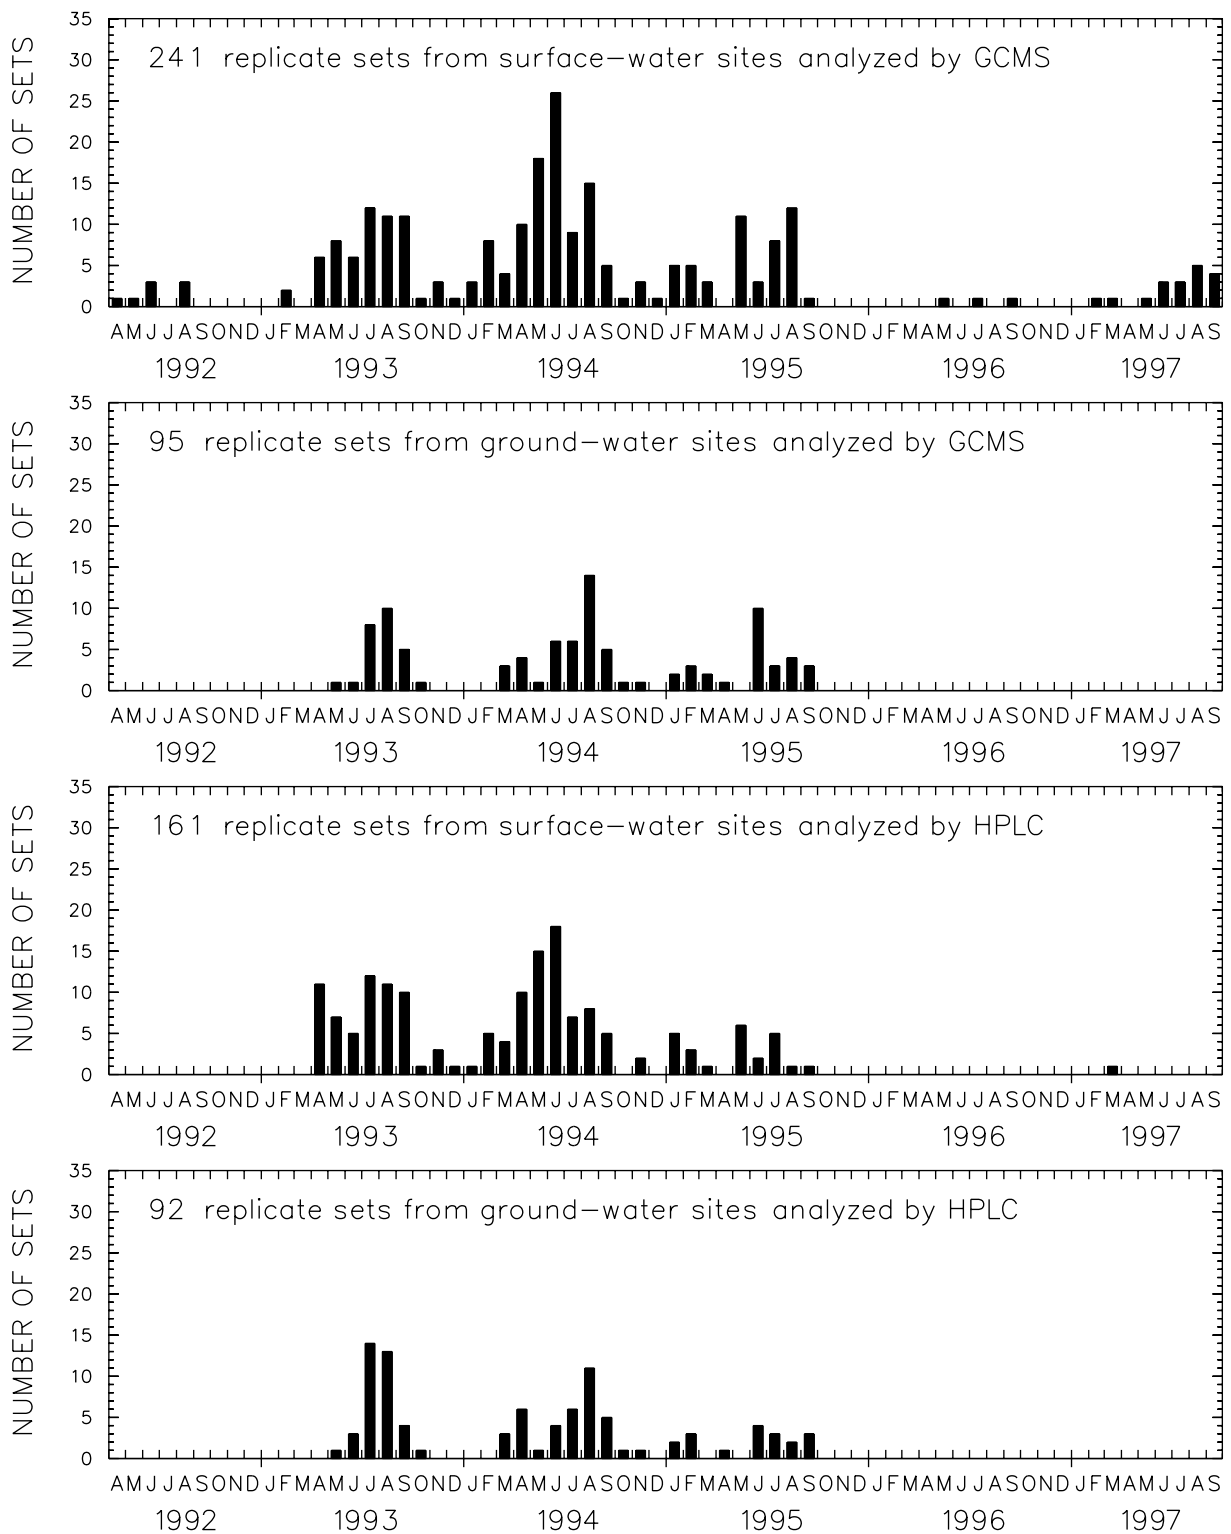 241 replicate sets from surface-water sites analyzed by GCMS
NUMBER OF SETS
35
30
25
20
15
10
5
0
A M J J A S O N D J F M A M J J A S O N D J F M A M J J A S O N D J F M A M J J A S O N D J F M A M J J A S O N D J F M A M J J A S
1992 1993 1994 1995 1996 1997
95 replicate sets from ground-water sites analyzed by GCMS
NUMBER OF SETS
35
30
25
20
15
10
5
0
A M J J A S O N D J F M A M J J A S O N D J F M A M J J A S O N D J F M A M J J A S O N D J F M A M J J A S O N D J F M A M J J A S
1992 1993 1994 1995 1996 1997
161 replicate sets from surface-water sites analyzed by HPLC
NUMBER OF SETS
35
30
25
20
15
10
5
0
A M J J A S O N D J F M A M J J A S O N D J F M A M J J A S O N D J F M A M J J A S O N D J F M A M J J A S O N D J F M A M J J A S
1992 1993 1994 1995 1996 1997
92 replicate sets from ground-water sites analyzed by HPLC
NUMBER OF SETS
35
30
25
20
15
10
5
0
A M J J A S O N D J F M A M J J A S O N D J F M A M J J A S O N D J F M A M J J A S O N D J F M A M J J A S O N D J F M A M J J A S
1992 1993 1994 1995 1996 1997